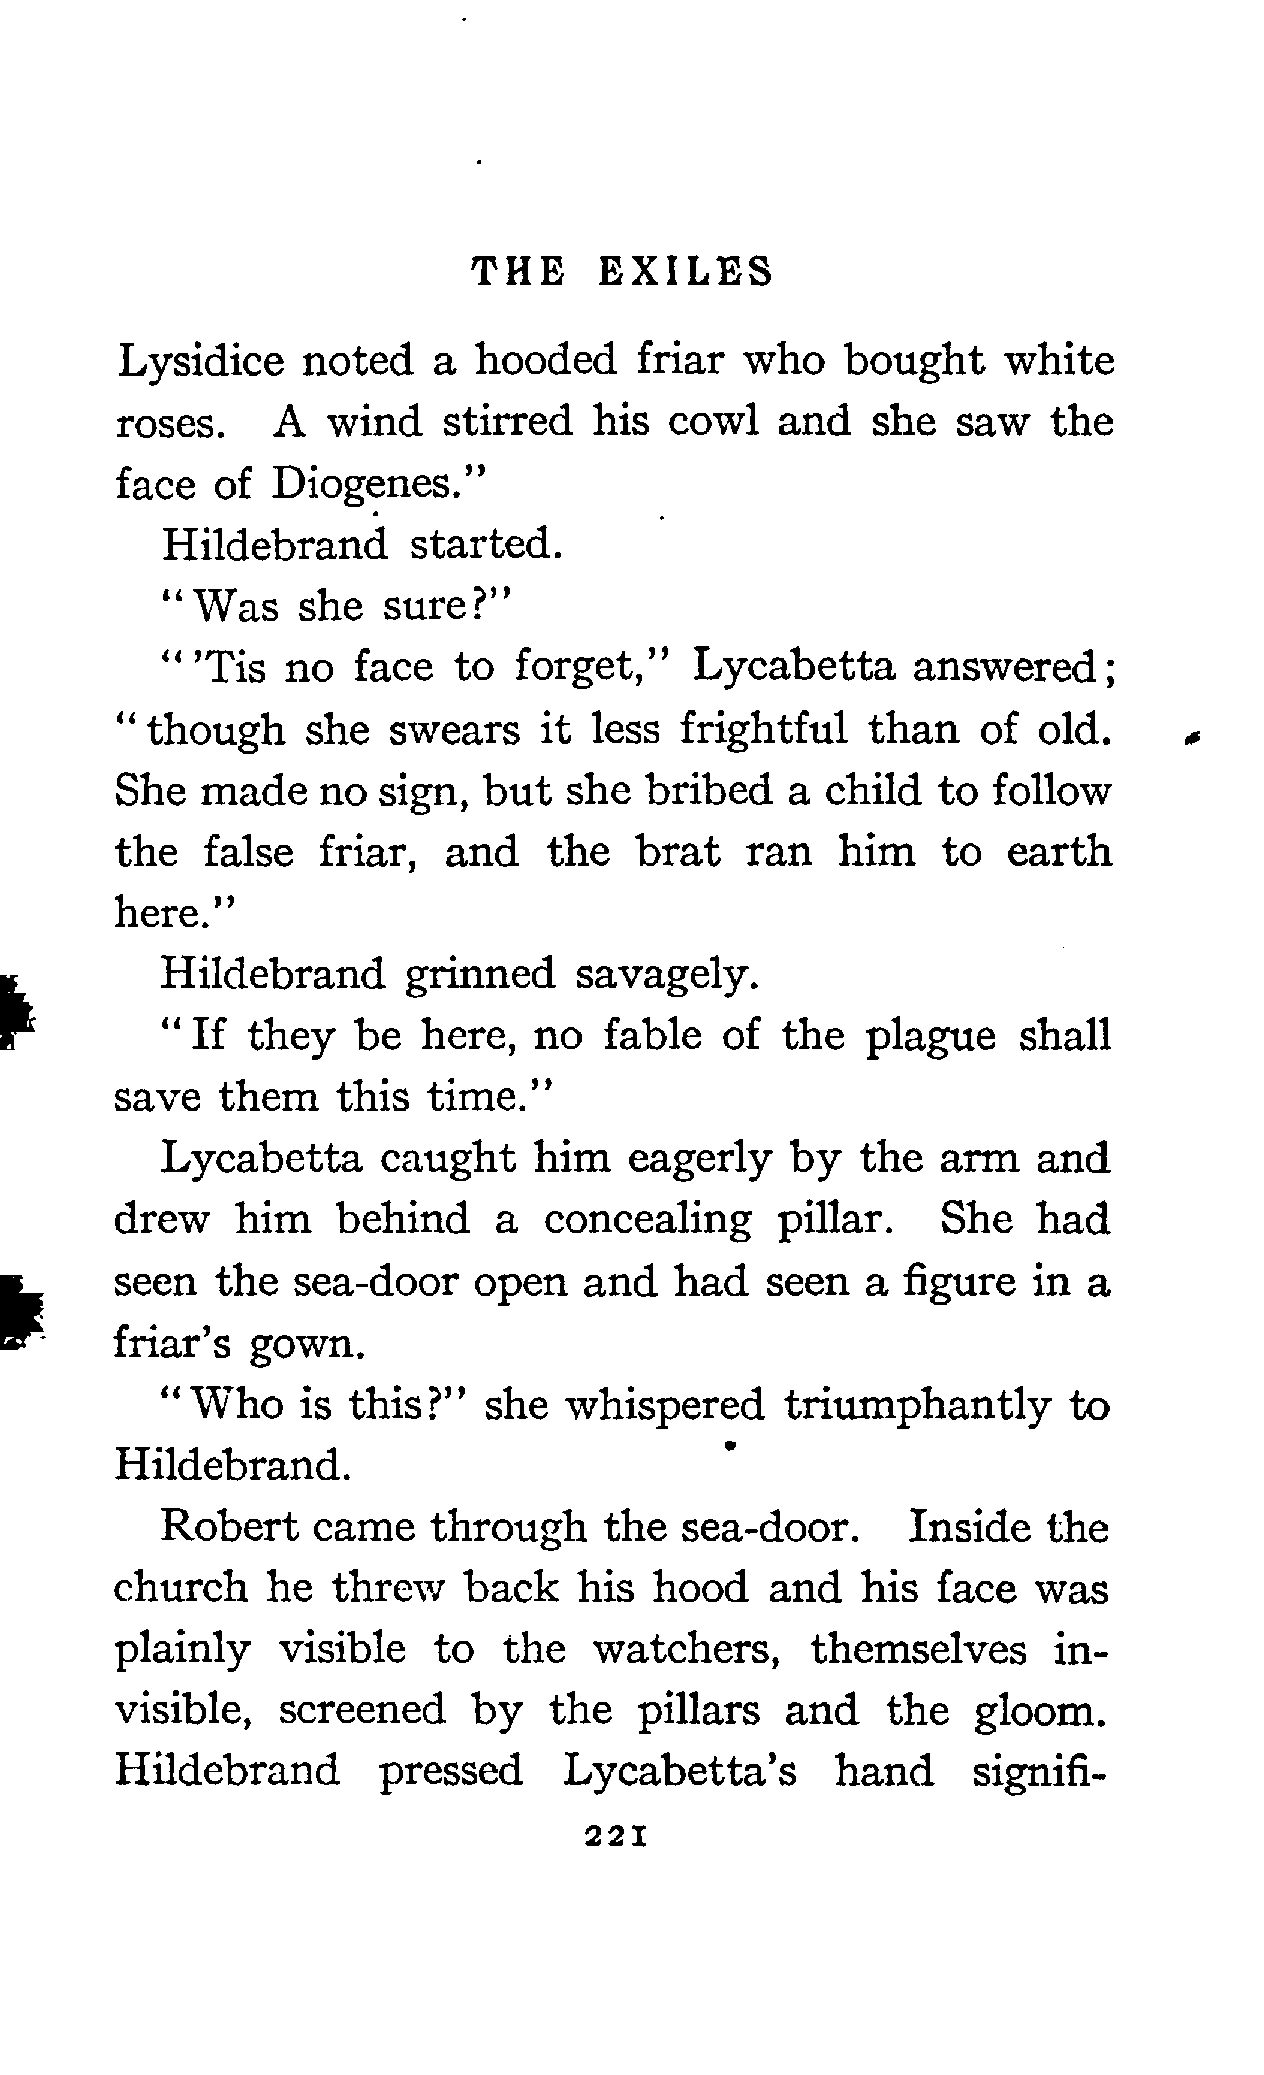 THE EXILES
Lysidice noted a hooded friar who bought white
roses. A wind stirred his cowl and she saw the
face of Diogenes."
Hildebrand started.
"Was she sure?"
"'Tis no face to forget," Lycabetta answered;
"though she swears it less frightful than of old.
She made no sign, but she bribed a child to follow
the false friar, and the brat ran him to earth
here."
Hildebrand grinned savagely.
"If they be here, no fable of the plague shall
save them this time."
Lycabetta caught him eagerly by the arm and
drew him behind a concealing pillar. She had
seen the sea-door open and had seen a figure in a
friar's gown.
"Who is this?" she whispered triumphantly to
Hildebrand.
Robert came through the sea-door. Inside the
church he threw back his hood and his face was
plainly visible to the watchers, themselves in-
visible, screened by the pillars and the gloom.
Hildebrand pressed Lycabetta's hand signifi-
221